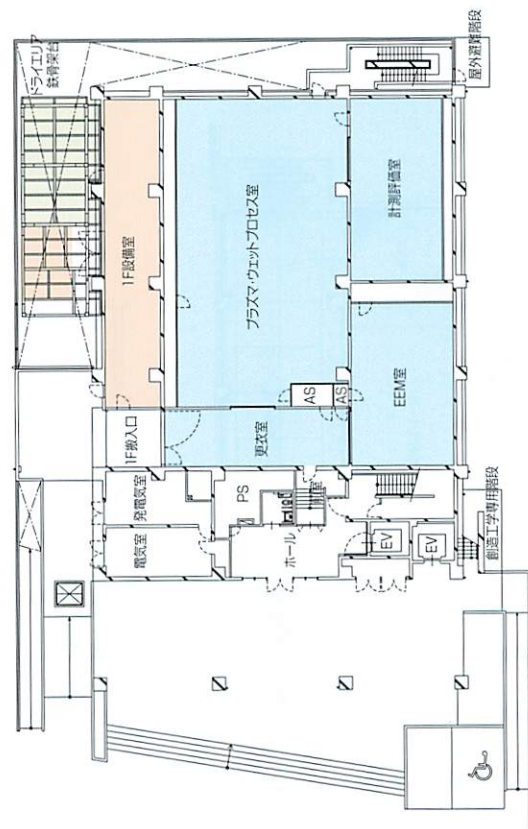 ドライエリア
鉄骨架台
屋外避難階段
1F設備室
プラズマ・ウェットプロセス室
計測評価室
1F搬入口
更衣室
AS
AS
EEM室
発電気室
電気室
PS
前室
ホール
EV
EV
創造工学専用階段